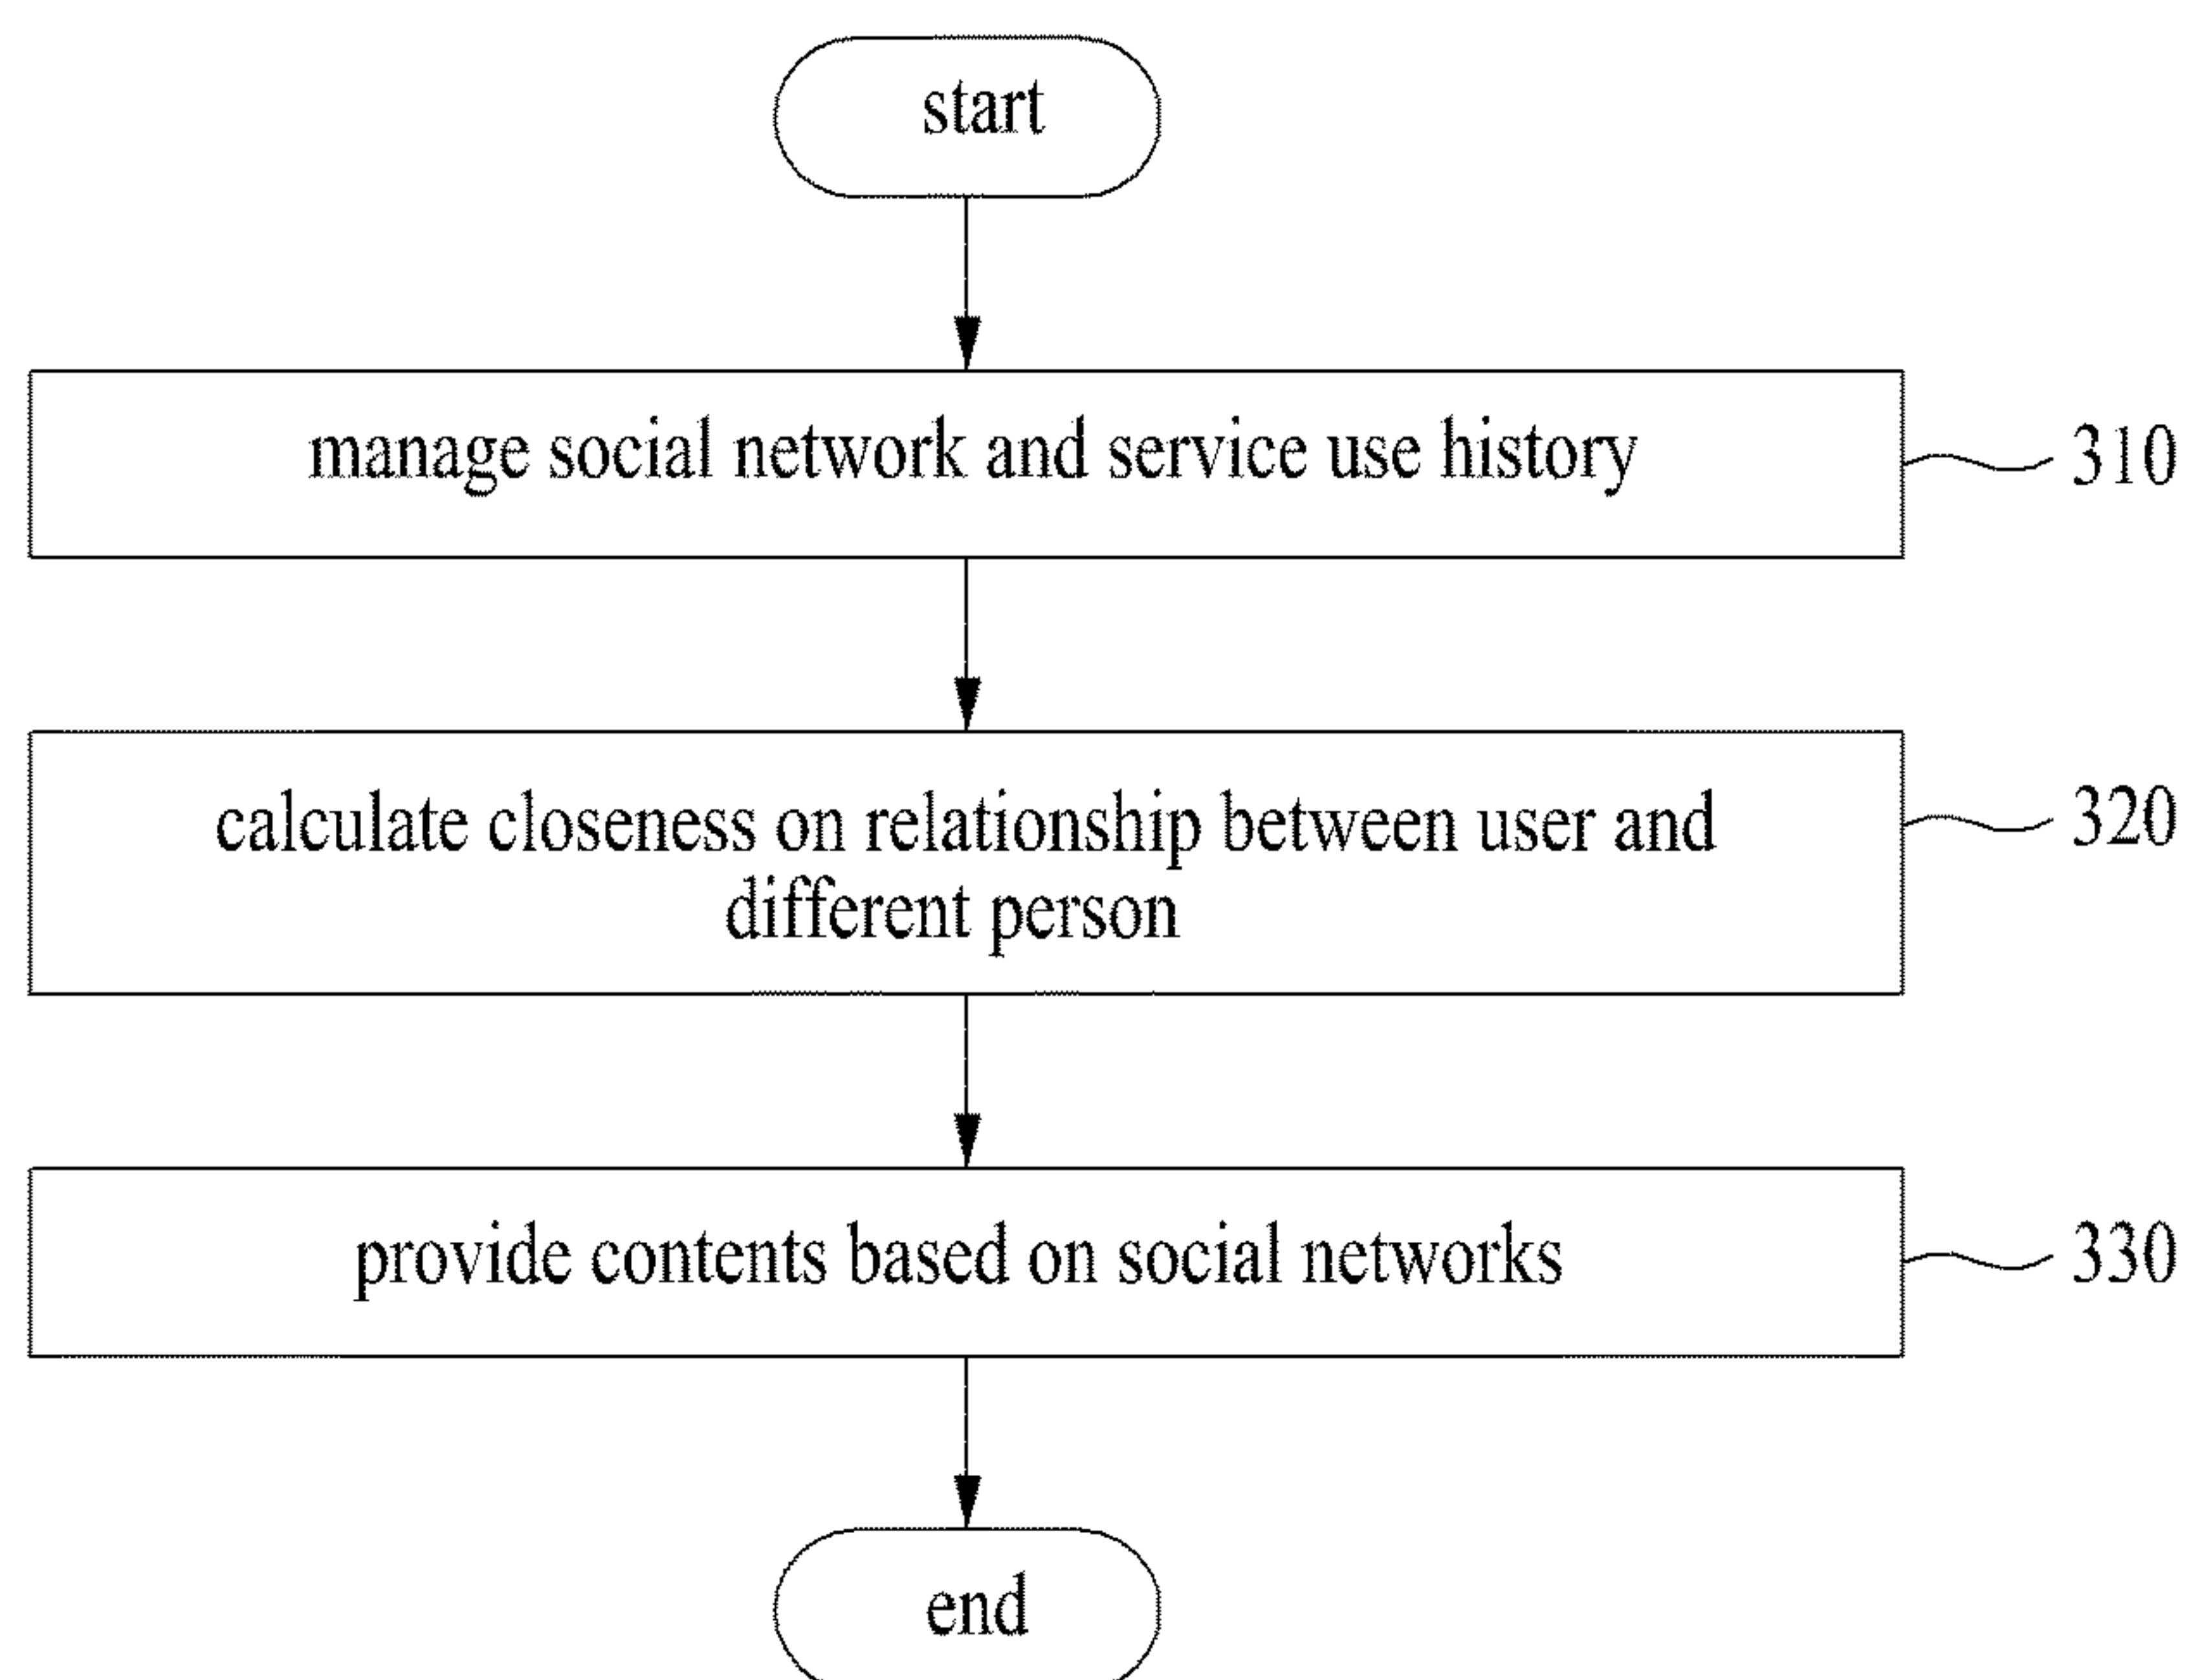 start
manage social network and service use history
310
calculate closeness on relationship between user and
different person
320
provide contents based on social networks
330
end